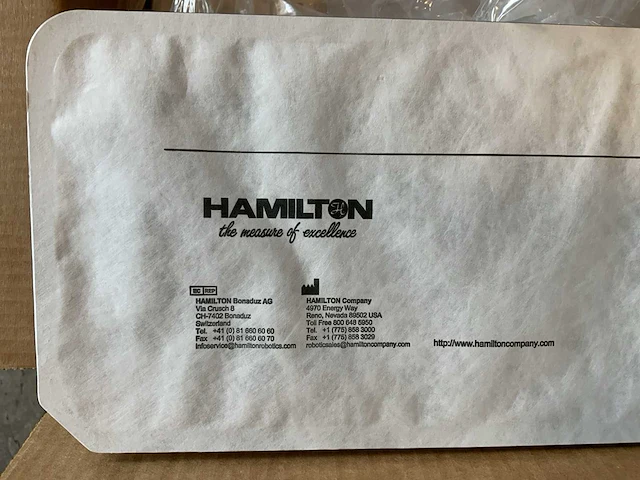 HAMILTON
the measure of excellence
EC REP
HAMILTON Bonaduz AG
Via Crusch 8
CH-7402 Bonaduz
Switzerland
Tel. +41 (0) 81 660 60 60
Fax +41 (0) 81 660 60 70
infoservice@hamiltonrobotics.com
HAMILTON Company
4970 Energy Way
Reno, Nevada 89502 USA
Toll Free 800 648 5950
Tel. +1 (775) 858 3000
Fax +1 (775) 858 3029
roboticsales@hamiltoncompany.com
http://www.hamiltoncompany.com